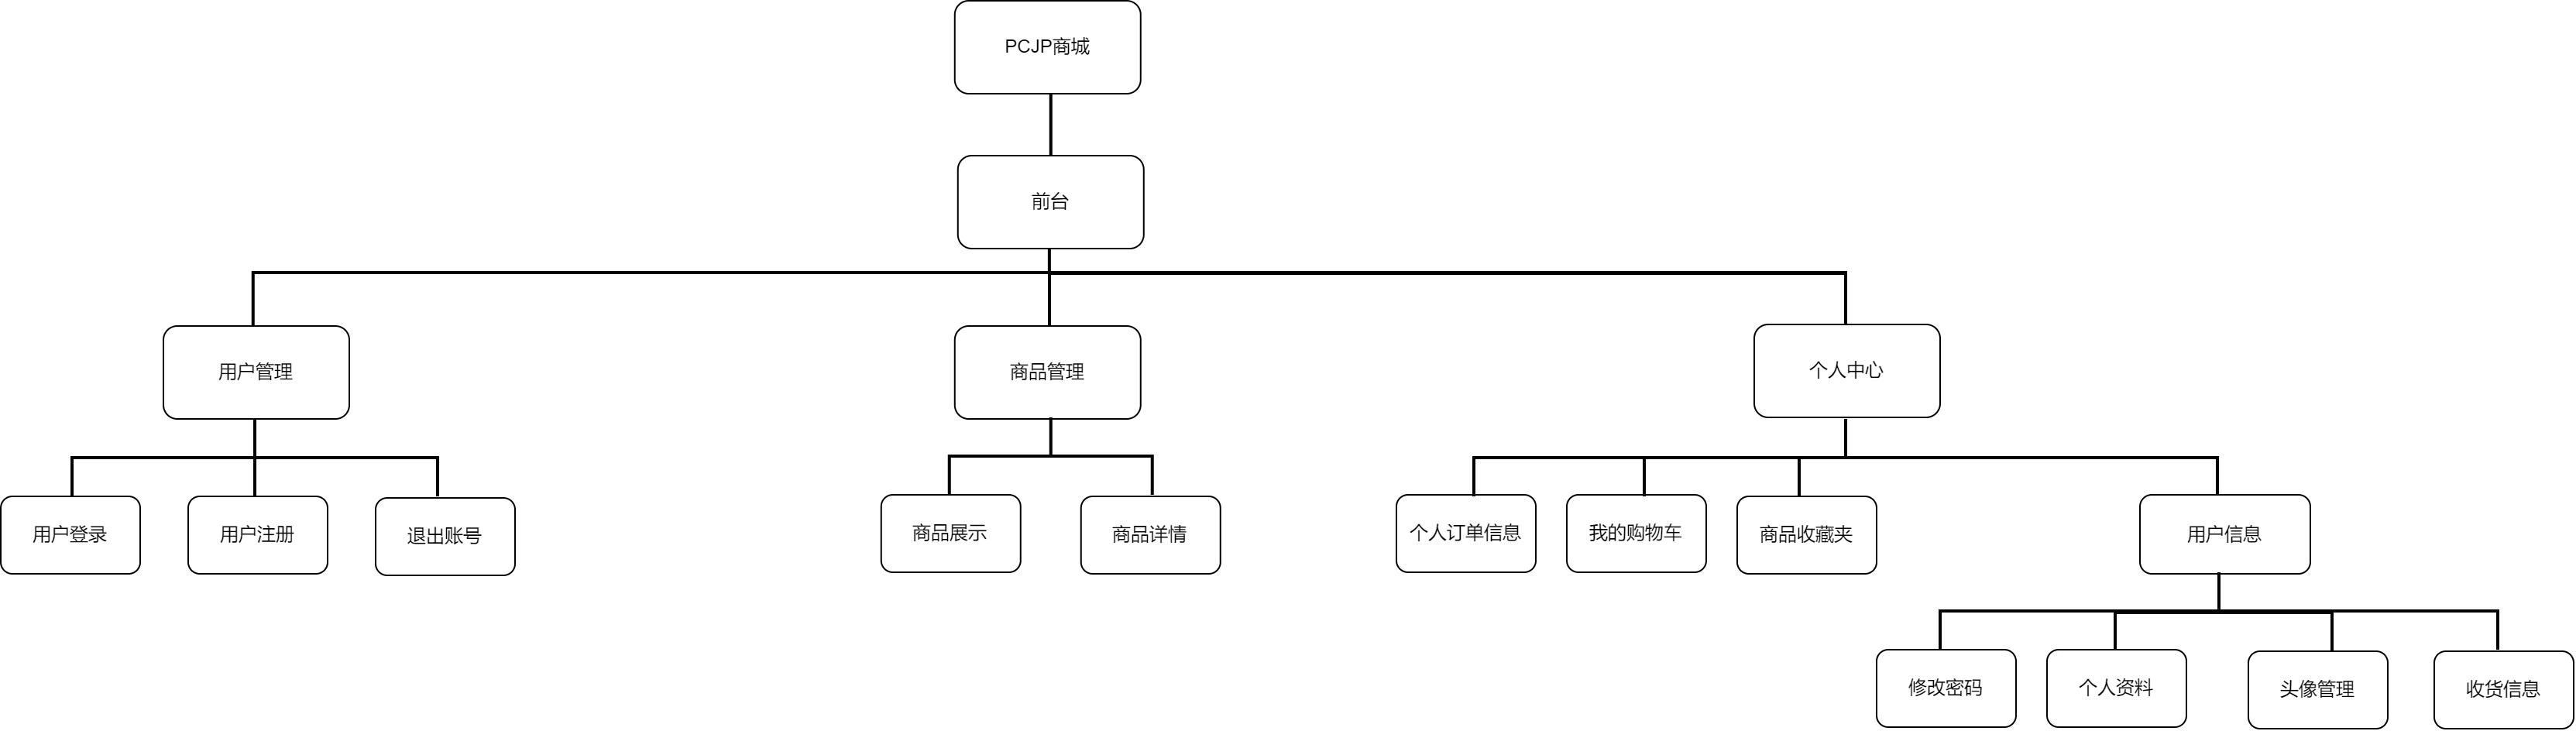 PCJP商城
前台
用户管理
商品管理
个人中心
用户登录
用户注册
退出账号
商品展示
商品详情
个人订单信息
我的购物车
商品收藏夹
用户信息
修改密码
个人资料
头像管理
收货信息